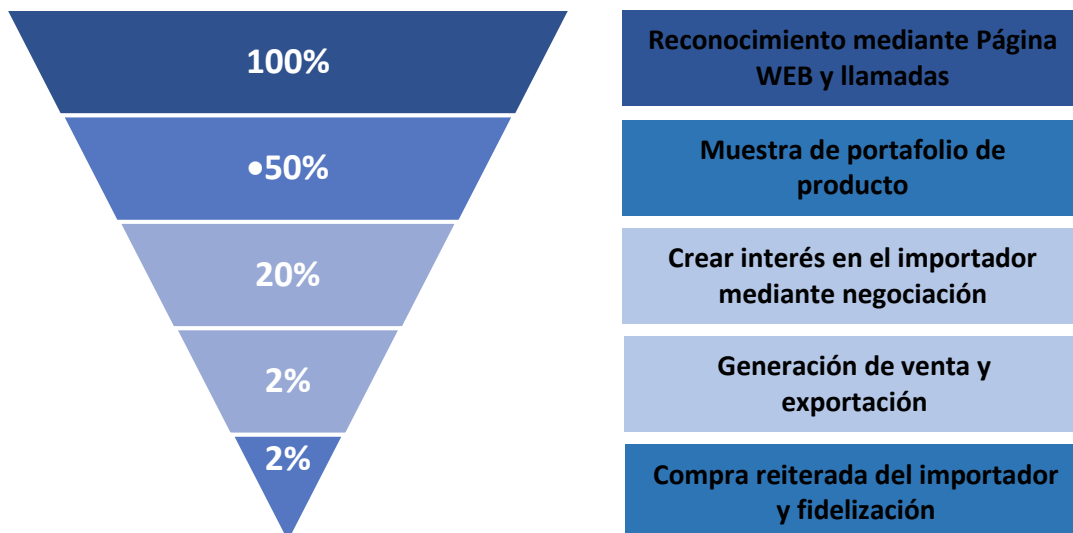 100%
Reconocimiento mediante Página
WEB y llamadas
•50%
Muestra de portafolio de
producto
20%
Crear interés en el importador
mediante negociación
2%
Generación de venta y
exportación
2%
Compra reiterada del importador
y fidelización